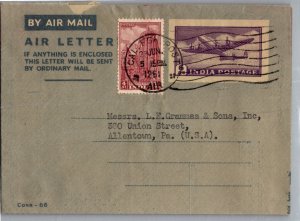 BY AIR MAIL
AIR LETTER
IF ANYTHING IS ENCLOSED
THIS LETTER WILL BE SENT
BY ORDINARY MAIL.
INDIA POSTAGE
Messrs. L.F. Grammes & Sons, Inc,
300 Union Street,
Allentown, Pa. (U.S.A.)